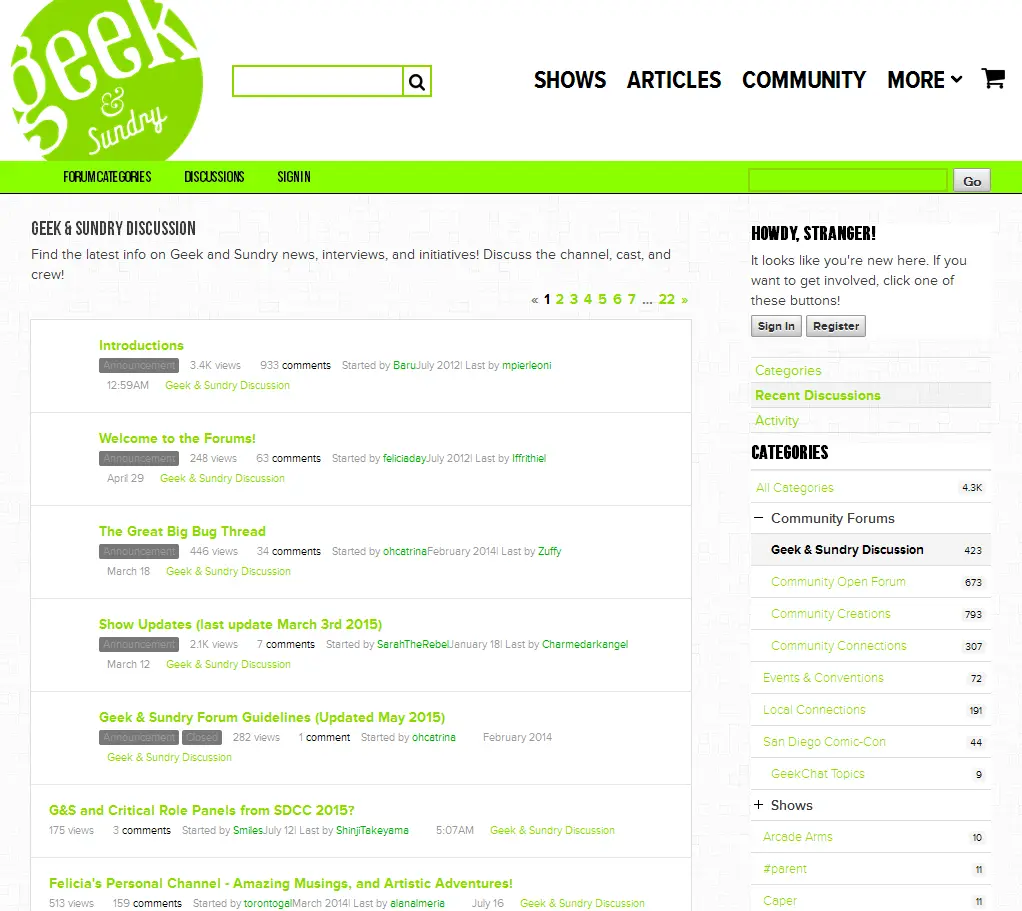 geek
&
Sundry
SHOWS ARTICLES COMMUNITY MORE
FORUM CATEGORIES DISCUSSIONS SIGN IN Go
GEEK & SUNDRY DISCUSSION
Find the latest info on Geek and Sundry news, interviews, and initiatives! Discuss the channel, cast, and
crew!
« 1 2 3 4 5 6 7 ... 22 »
Introductions
Announcement 3.4K views 933 comments Started by BaruJuly 2012| Last by mpierleoni
12:59AM Geek & Sundry Discussion
Welcome to the Forums!
Announcement 248 views 63 comments Started by feliciadayJuly 2012| Last by Iffrithiel
April 29 Geek & Sundry Discussion
The Great Big Bug Thread
Announcement 446 views 34 comments Started by ohcatrinaFebruary 2014| Last by Zuffy
March 18 Geek & Sundry Discussion
Show Updates (last update March 3rd 2015)
Announcement 2.1K views 7 comments Started by SarahTheRebelJanuary 18| Last by Charmedarkangel
March 12 Geek & Sundry Discussion
Geek & Sundry Forum Guidelines (Updated May 2015)
Announcement Closed 282 views 1 comment Started by ohcatrina February 2014
Geek & Sundry Discussion
G&S and Critical Role Panels from SDCC 2015?
175 views 3 comments Started by SmilesJuly 12| Last by ShinjiTakeyama 5:07AM Geek & Sundry Discussion
Felicia's Personal Channel - Amazing Musings, and Artistic Adventures!
513 views 159 comments Started by torontogalMarch 2014| Last by alanalmeria July 16 Geek & Sundry Discussion
HOWDY, STRANGER!
It looks like you're new here. If you
want to get involved, click one of
these buttons!
Sign In Register
Categories
Recent Discussions
Activity
CATEGORIES
All Categories 4.3K
− Community Forums
Geek & Sundry Discussion 423
Community Open Forum 673
Community Creations 793
Community Connections 307
Events & Conventions 72
Local Connections 191
San Diego Comic-Con 44
GeekChat Topics 9
+ Shows
Arcade Arms 10
#parent 11
Caper 11